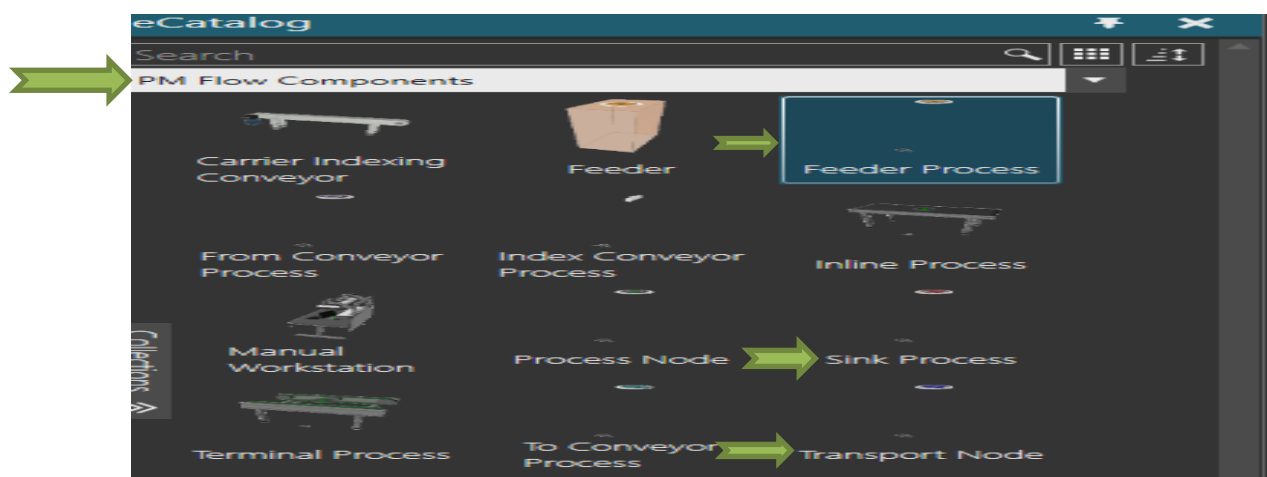 eCatalog
Search
PM Flow Components
Carrier Indexing
Conveyor
Feeder
Feeder Process
From Conveyor
Process
Index Conveyor
Process
Inline Process
Manual
Workstation
Process Node
Sink Process
Collections
Terminal Process
To Conveyor
Process
Transport Node